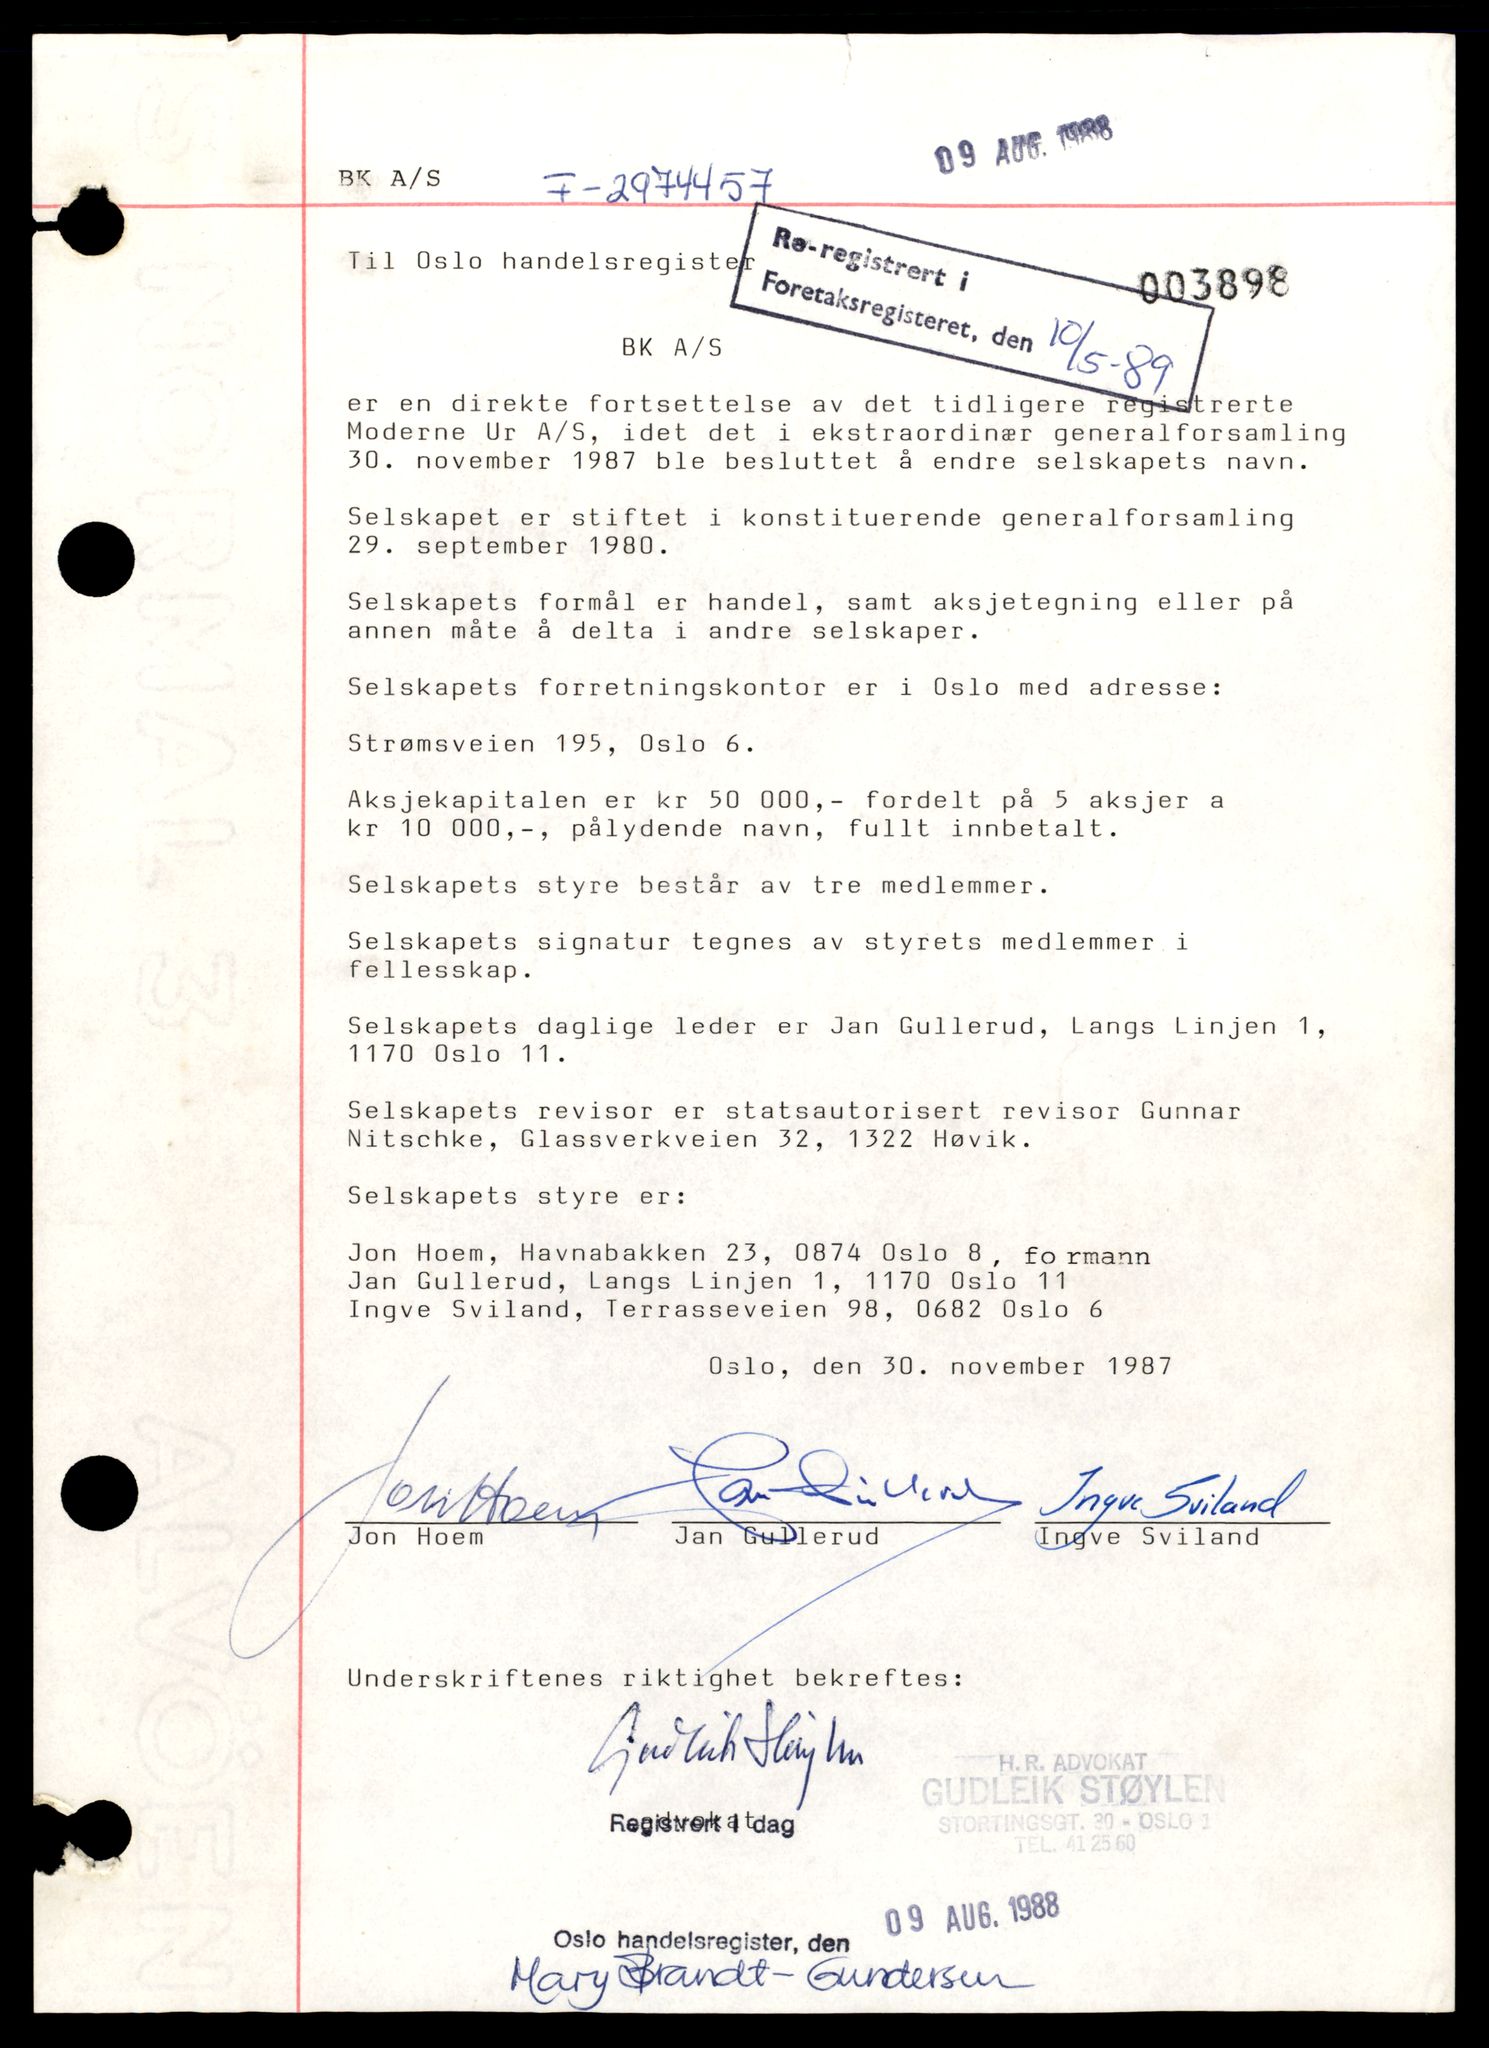 09 AUG. 1988
BK A/S F-2974457
Til Oslo handelsregister
Re-registrert i
Foretaksregisteret, den 10/5-89
003898
BK A/S
er en direkte fortsettelse av det tidligere registrerte
Moderne Ur A/S, idet det i ekstraordinær generalforsamling
30. november 1987 ble besluttet å endre selskapets navn.
Selskapet er stiftet i konstituerende generalforsamling
29. september 1980.
Selskapets formål er handel, samt aksjetegning eller på
annen måte å delta i andre selskaper.
Selskapets forretningskontor er i Oslo med adresse:
Strømsveien 195, Oslo 6.
Aksjekapitalen er kr 50 000,- fordelt på 5 aksjer a
kr 10 000,-, pålydende navn, fullt innbetalt.
Selskapets styre består av tre medlemmer.
Selskapets signatur tegnes av styrets medlemmer i
fellesskap.
Selskapets daglige leder er Jan Gullerud, Langs Linjen 1,
1170 Oslo 11.
Selskapets revisor er statsautorisert revisor Gunnar
Nitschke, Glassverkveien 32, 1322 Høvik.
Selskapets styre er:
Jon Hoem, Havnabakken 23, 0874 Oslo 8, formann
Jan Gullerud, Langs Linjen 1, 1170 Oslo 11
Ingve Sviland, Terrasseveien 98, 0682 Oslo 6
Oslo, den 30. november 1987
Jon Hoem Jan Gullerud Ingve Sviland
Jon Hoem Jan Gullerud Ingve Sviland
Underskriftenes riktighet bekreftes:
Gudleik Støylen
H.R. ADVOKAT
GUDLEIK STØYLEN
STORTINGSGT. 30 - OSLO 1
TEL. 41 25 60
advokat
Registrert i dag
09 AUG. 1988
Oslo handelsregister, den
Mary Brandt-Gundersen